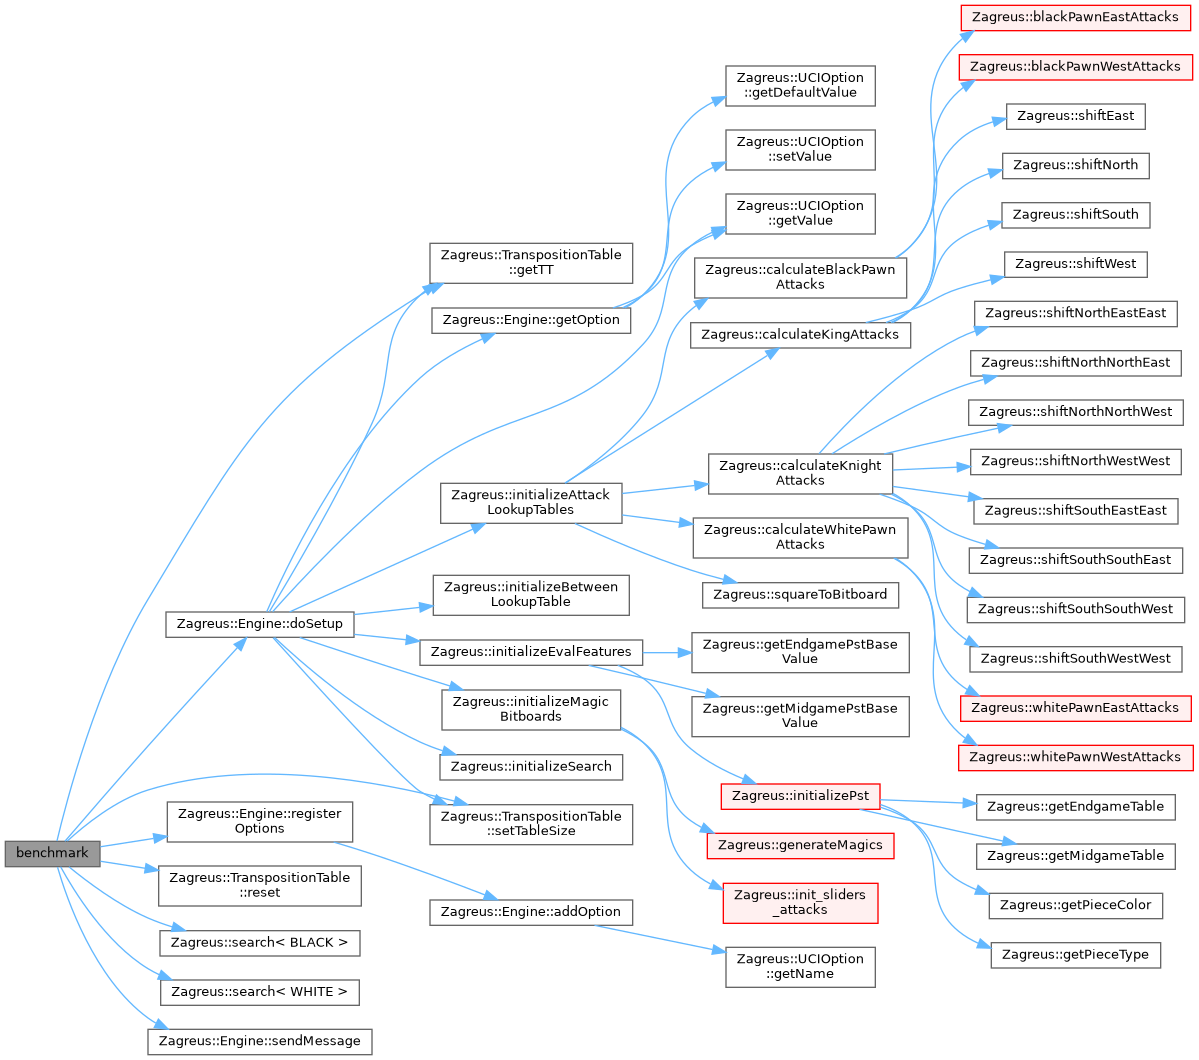 benchmark
Zagreus::Engine::doSetup
Zagreus::Engine::register
Options
Zagreus::TranspositionTable
::reset
Zagreus::search< BLACK >
Zagreus::search< WHITE >
Zagreus::Engine::sendMessage
Zagreus::TranspositionTable
::getTT
Zagreus::Engine::getOption
Zagreus::initializeAttack
LookupTables
Zagreus::initializeBetween
LookupTable
Zagreus::initializeEvalFeatures
Zagreus::initializeMagic
Bitboards
Zagreus::initializeSearch
Zagreus::TranspositionTable
::setTableSize
Zagreus::Engine::addOption
Zagreus::UCIOption
::getDefaultValue
Zagreus::UCIOption
::setValue
Zagreus::UCIOption
::getValue
Zagreus::calculateBlackPawn
Attacks
Zagreus::calculateKingAttacks
Zagreus::calculateKnight
Attacks
Zagreus::calculateWhitePawn
Attacks
Zagreus::squareToBitboard
Zagreus::getEndgamePstBase
Value
Zagreus::getMidgamePstBase
Value
Zagreus::initializePst
Zagreus::generateMagics
Zagreus::init_sliders
_attacks
Zagreus::UCIOption
::getName
Zagreus::blackPawnEastAttacks
Zagreus::blackPawnWestAttacks
Zagreus::shiftEast
Zagreus::shiftNorth
Zagreus::shiftSouth
Zagreus::shiftWest
Zagreus::shiftNorthEastEast
Zagreus::shiftNorthNorthEast
Zagreus::shiftNorthNorthWest
Zagreus::shiftNorthWestWest
Zagreus::shiftSouthEastEast
Zagreus::shiftSouthSouthEast
Zagreus::shiftSouthSouthWest
Zagreus::shiftSouthWestWest
Zagreus::whitePawnEastAttacks
Zagreus::whitePawnWestAttacks
Zagreus::getEndgameTable
Zagreus::getMidgameTable
Zagreus::getPieceColor
Zagreus::getPieceType